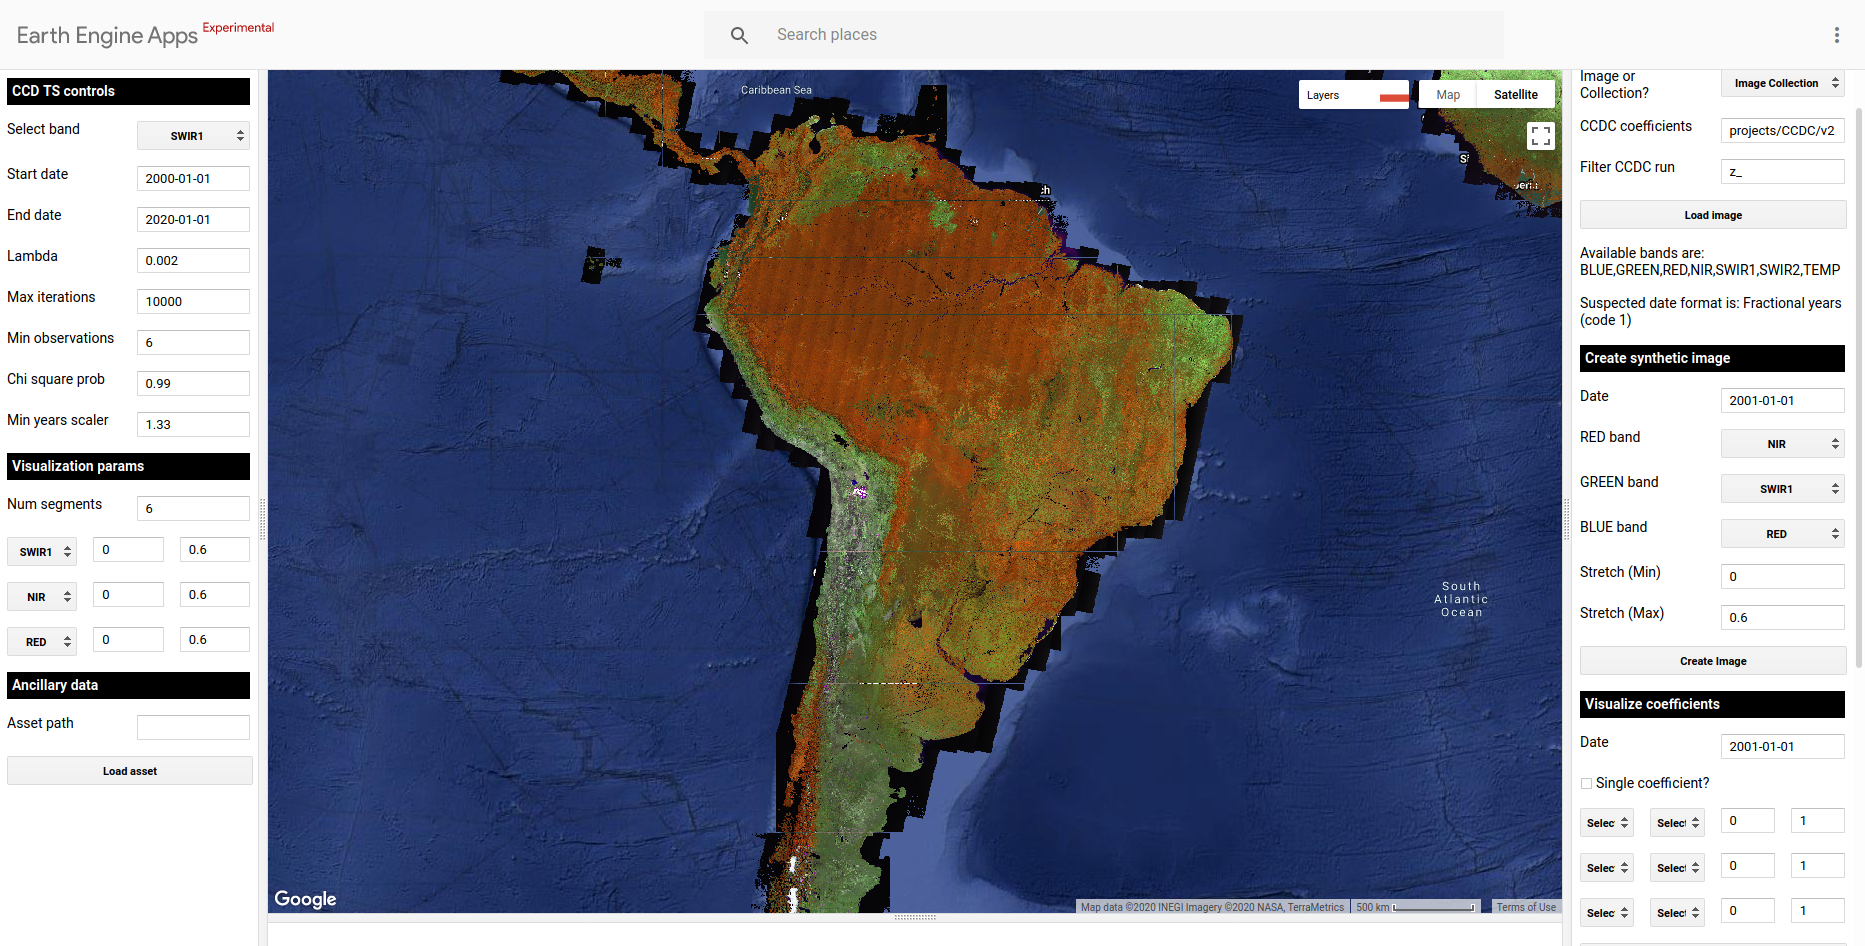 Earth Engine Apps Experimental
Search places
CCD TS controls
Select band
SWIR1
Start date
2000-01-01
End date
2020-01-01
Lambda
0.002
Max iterations
10000
Min observations
6
Chi square prob
0.99
Min years scaler
1.33
Visualization params
Num segments
6
SWIR1 0 0.6
NIR 0 0.6
RED 0 0.6
Ancillary data
Asset path
Load asset
Caribbean Sea
Layers
Map
Satellite
South
Atlantic
Ocean
Google
Map data ©2020 INEGI Imagery ©2020 NASA, TerraMetrics
500 km
Terms of Use
Image or
Collection?
Image Collection
CCDC coefficients
projects/CCDC/v2
Filter CCDC run
z_
Load image
Available bands are:
BLUE,GREEN,RED,NIR,SWIR1,SWIR2,TEMP
Suspected date format is: Fractional years
(code 1)
Create synthetic image
Date
2001-01-01
RED band
NIR
GREEN band
SWIR1
BLUE band
RED
Stretch (Min)
0
Stretch (Max)
0.6
Create Image
Visualize coefficients
Date
2001-01-01
Single coefficient?
Selec Selec 0 1
Selec Selec 0 1
Selec Selec 0 1